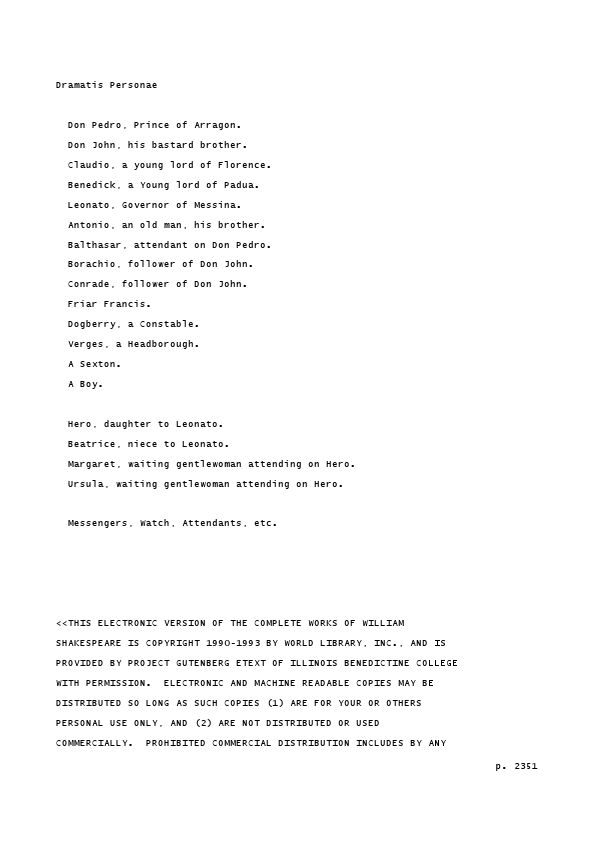 Dramatis Personae
Don Pedro, Prince of Arragon.
Don John, his bastard brother.
Claudio, a young lord of Florence.
Benedick, a Young lord of Padua.
Leonato, Governor of Messina.
Antonio, an old man, his brother.
Balthasar, attendant on Don Pedro.
Borachio, follower of Don John.
Conrade, follower of Don John.
Friar Francis.
Dogberry, a Constable.
Verges, a Headborough.
A Sexton.
A Boy.
Hero, daughter to Leonato.
Beatrice, niece to Leonato.
Margaret, waiting gentlewoman attending on Hero.
Ursula, waiting gentlewoman attending on Hero.
Messengers, Watch, Attendants, etc.
<<THIS ELECTRONIC VERSION OF THE COMPLETE WORKS OF WILLIAM
SHAKESPEARE IS COPYRIGHT 1990-1993 BY WORLD LIBRARY, INC., AND IS
PROVIDED BY PROJECT GUTENBERG ETEXT OF ILLINOIS BENEDICTINE COLLEGE
WITH PERMISSION.  ELECTRONIC AND MACHINE READABLE COPIES MAY BE
DISTRIBUTED SO LONG AS SUCH COPIES (1) ARE FOR YOUR OR OTHERS
PERSONAL USE ONLY, AND (2) ARE NOT DISTRIBUTED OR USED
COMMERCIALLY.  PROHIBITED COMMERCIAL DISTRIBUTION INCLUDES BY ANY
p. 2351